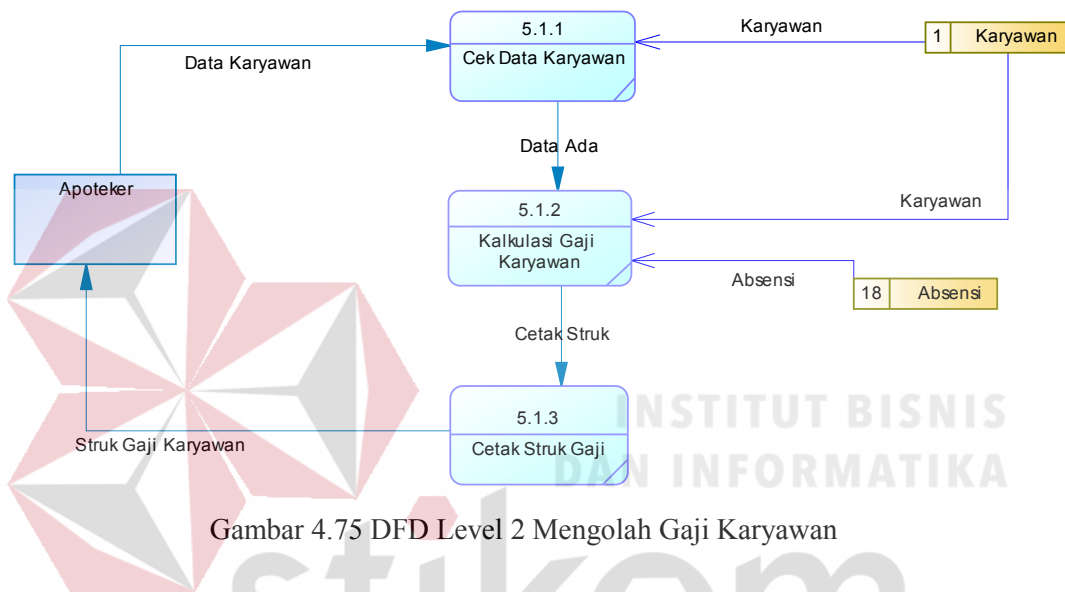 5.1.1
Cek Data Karyawan
Karyawan
1 Karyawan
Data Karyawan
Data Ada
Apoteker
5.1.2
Kalkulasi Gaji
Karyawan
Karyawan
Absensi
18 Absensi
Cetak Struk
5.1.3
Cetak Struk Gaji
Struk Gaji Karyawan
INSTITUT BISNIS
DAN INFORMATIKA
Gambar 4.75 DFD Level 2 Mengolah Gaji Karyawan
stikom